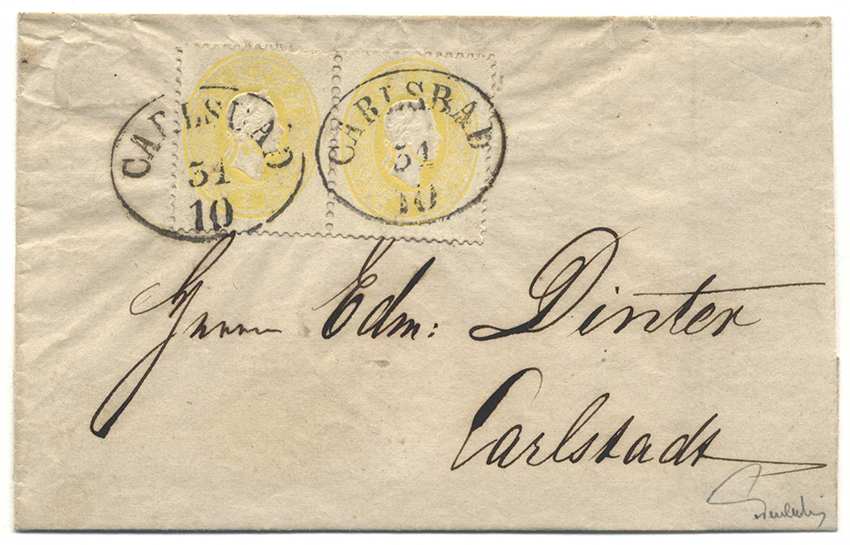 CARLSBAD
31
10
CARLSBAD
31
10
Herrn Edm: Dinter
Carlstadt